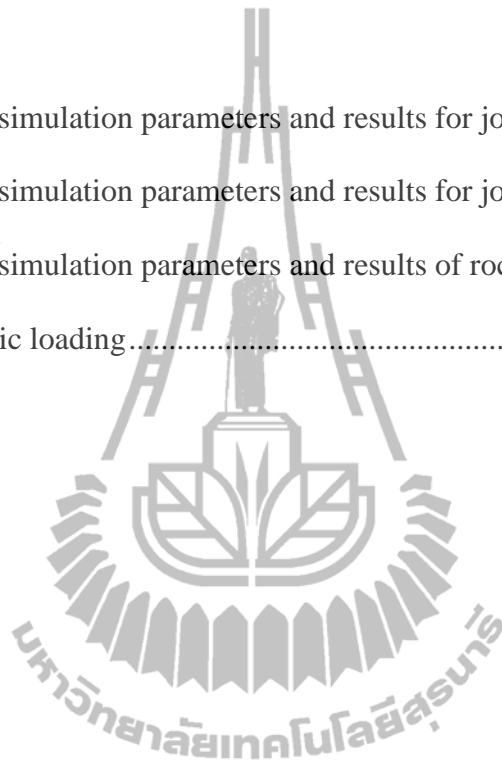 simulation parameters and results for jo
simulation parameters and results for jo
simulation parameters and results of roc
ic loading........................................
มหาวิทยาลัยเทคโนโลยีสุรนารี